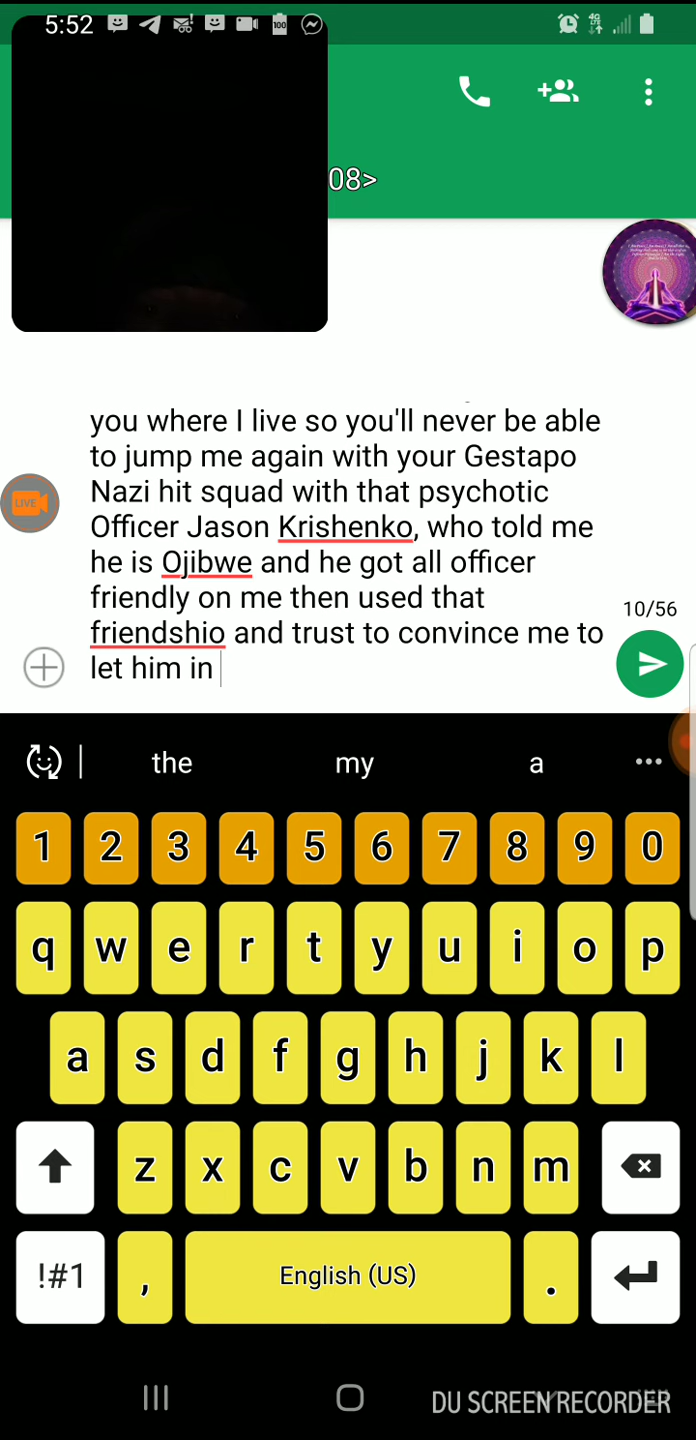 5:52
100
4G
08>
you where I live so you'll never be able
to jump me again with your Gestapo
Nazi hit squad with that psychotic
Officer Jason Krishenko, who told me
he is Ojibwe and he got all officer
friendly on me then used that
friendshio and trust to convince me to
let him in
LIVE
10/56
the my a
1 2 3 4 5 6 7 8 9 0
q w e r t y u i o p
a s d f g h j k l
z x c v b n m
!#1 , English (US) .
DU SCREEN RECORDER